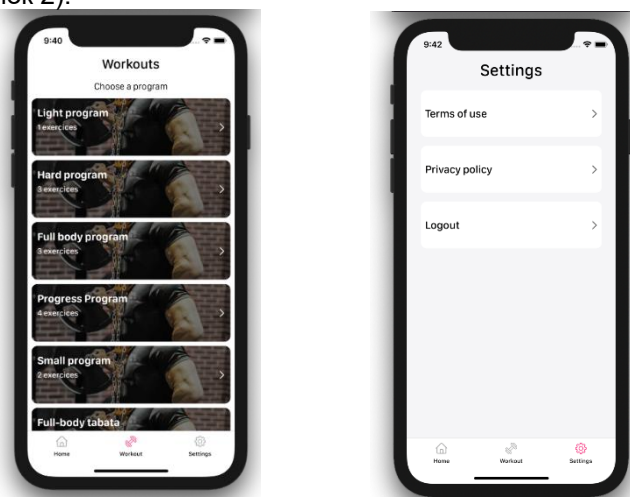 нок 2).
9:40
Workouts
Choose a program
Light program
1 exercices
Hard program
3 exercices
Full body program
3 exercices
Progress Program
4 exercices
Small program
2 exercices
Full-body tabata
Home Workout Settings
9:42
Settings
Terms of use
Privacy policy
Logout
Home Workout Settings